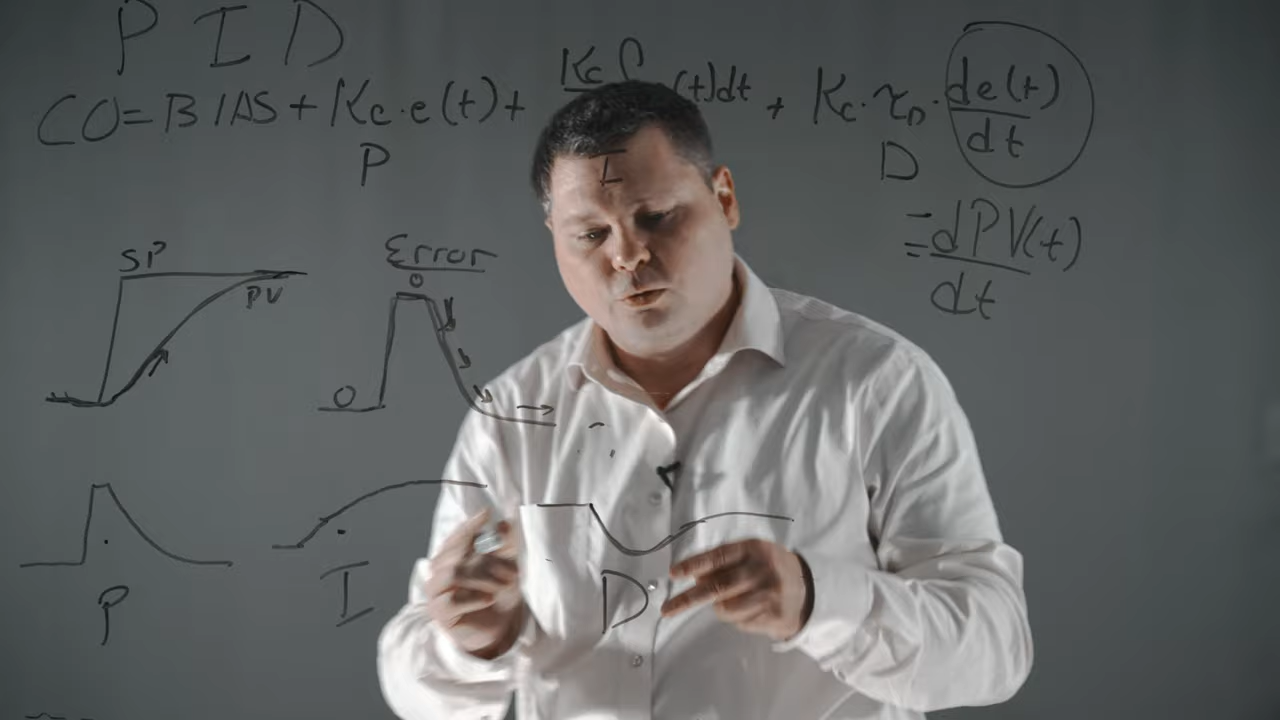 P I D
CO = BIAS + Kc · e(t) + Kc ∫ (t)dt + Kc · τD · de(t)/dt
P I D
= dPV(t)/dt
SP
PV
Error
0
0
P I D